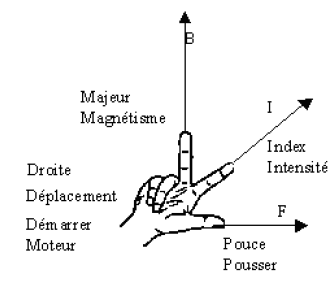 B
Majeur
Magnétisme
I
Index
Intensité
Droite
Déplacement
Démarrer
Moteur
F
Pouce
Pousser